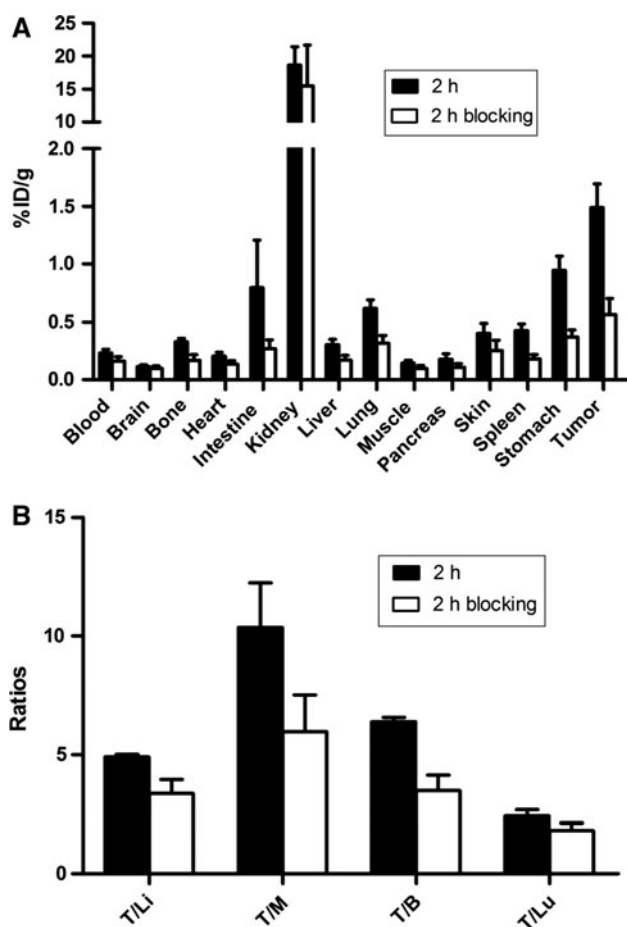 A
25
20
15
10
2.0
1.5
1.0
0.5
0.0
%ID/g
2 h
2 h blocking
Blood
Brain
Bone
Heart
Intestine
Kidney
Liver
Lung
Muscle
Pancreas
Skin
Spleen
Stomach
Tumor
B
15
10
5
0
Ratios
2 h
2 h blocking
T/Li
T/M
T/B
T/Lu